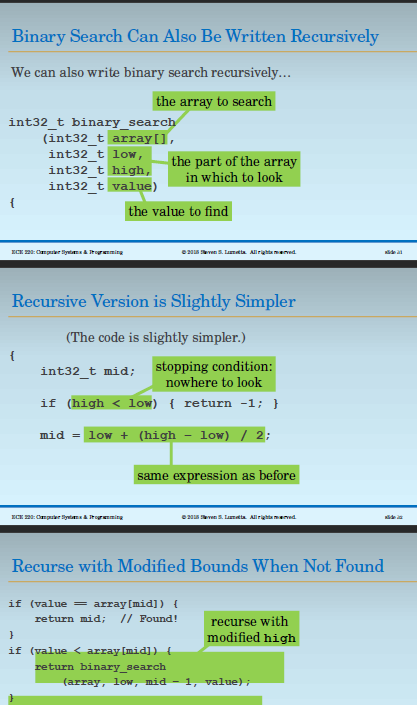 Binary Search Can Also Be Written Recursively
We can also write binary search recursively…
the array to search
int32_t binary_search
(int32_t array[],
int32_t low,
int32_t high,
int32_t value)
the part of the array
in which to look
the value to find
{
ECE 220: Computer Systems & Programming
© 2018 Steven S. Lumetta. All rights reserved.
slide 31
Recursive Version is Slightly Simpler
(The code is slightly simpler.)
{
int32_t mid;
stopping condition:
nowhere to look
if (high < low) { return -1; }
mid = low + (high - low) / 2;
same expression as before
ECE 220: Computer Systems & Programming
© 2018 Steven S. Lumetta. All rights reserved.
slide 32
Recurse with Modified Bounds When Not Found
if (value == array[mid]) {
return mid; // Found!
}
recurse with
modified high
if (value < array[mid]) {
return binary_search
(array, low, mid - 1, value);
}